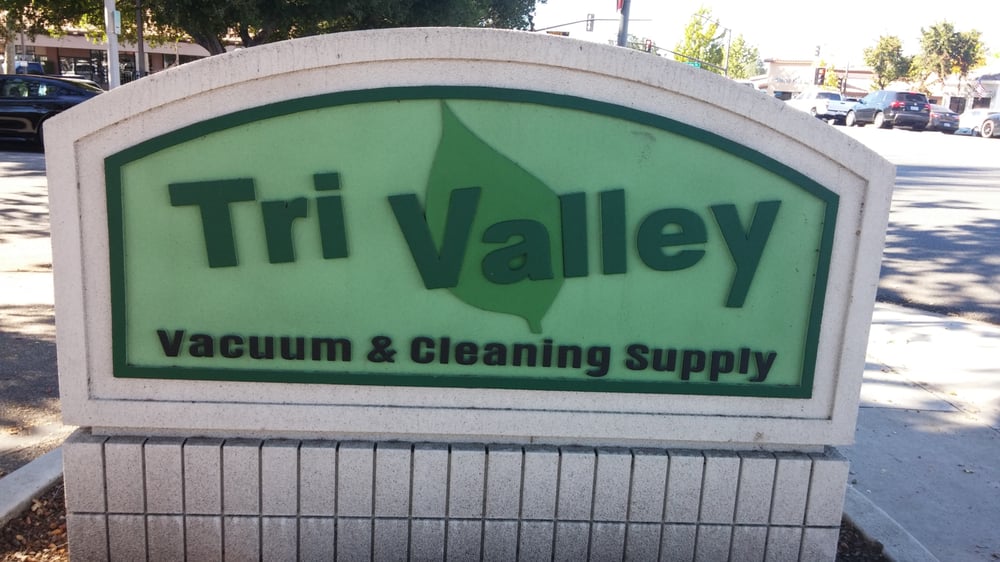 Tri Valley
Vacuum & Cleaning Supply